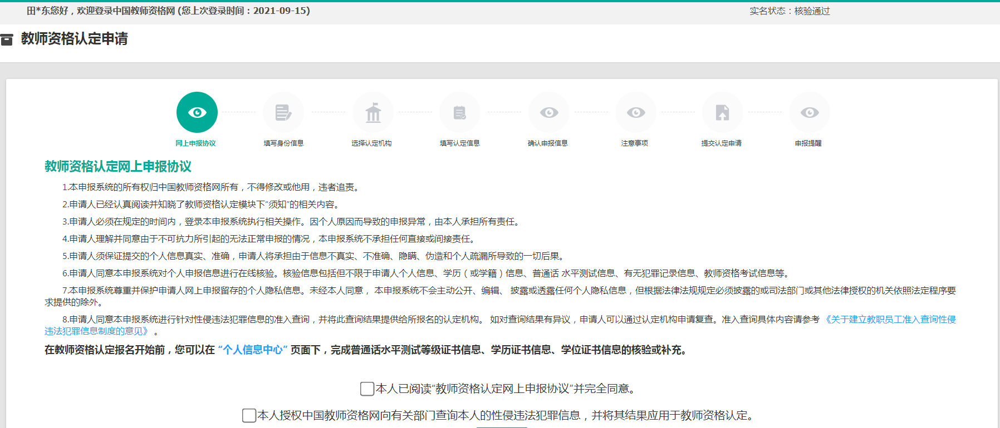 田*东您好，欢迎登录中国教师资格网 (您上次登录时间：2021-09-15)
实名状态：核验通过
教师资格认定申请
网上申报协议
填写身份信息
选择认定机构
填写认定信息
确认申报信息
注意事项
提交认定申请
申报提醒
教师资格认定网上申报协议
1.本申报系统的所有权归中国教师资格网所有，不得修改或他用，违者追责。
2.申请人已经认真阅读并知晓了教师资格认定模块下“须知”的相关内容。
3.申请人必须在规定的时间内，登录本申报系统执行相关操作。因个人原因而导致的申报异常，由本人承担所有责任。
4.申请人理解并同意由于不可抗力所引起的无法正常申报的情况，本申报系统不承担任何直接或间接责任。
5.申请人须保证提交的个人信息真实、准确，申请人将承担由于信息不真实、不准确、隐瞒、伪造和个人疏漏所导致的一切后果。
6.申请人同意本申报系统对个人申报信息进行在线核验。核验信息包括但不限于申请人个人信息、学历（或学籍）信息、普通话 水平测试信息、有无犯罪记录信息、教师资格考试信息等。
7.本申报系统尊重并保护申请人网上申报留存的个人隐私信息。未经本人同意， 本申报系统不会主动公开、编辑、 披露或透露任何个人隐私信息，但根据法律法规规定必须披露的或司法部门或其他法律授权的机关依照法定程序要
求提供的除外。
8.申请人同意本申报系统进行针对性侵违法犯罪信息的准入查询，并将此查询结果提供给所报名的认定机构。 如对查询结果有异议，申请人可以通过认定机构申请复查。准入查询具体内容请参考 《关于建立教职员工准入查询性侵
违法犯罪信息制度的意见》 。
在教师资格认定报名开始前，您可以在 “个人信息中心” 页面下，完成普通话水平测试等级证书信息、学历证书信息、学位证书信息的核验或补充。
本人已阅读“教师资格认定网上申报协议”并完全同意。
本人授权中国教师资格网向有关部门查询本人的性侵违法犯罪信息，并将其结果应用于教师资格认定。